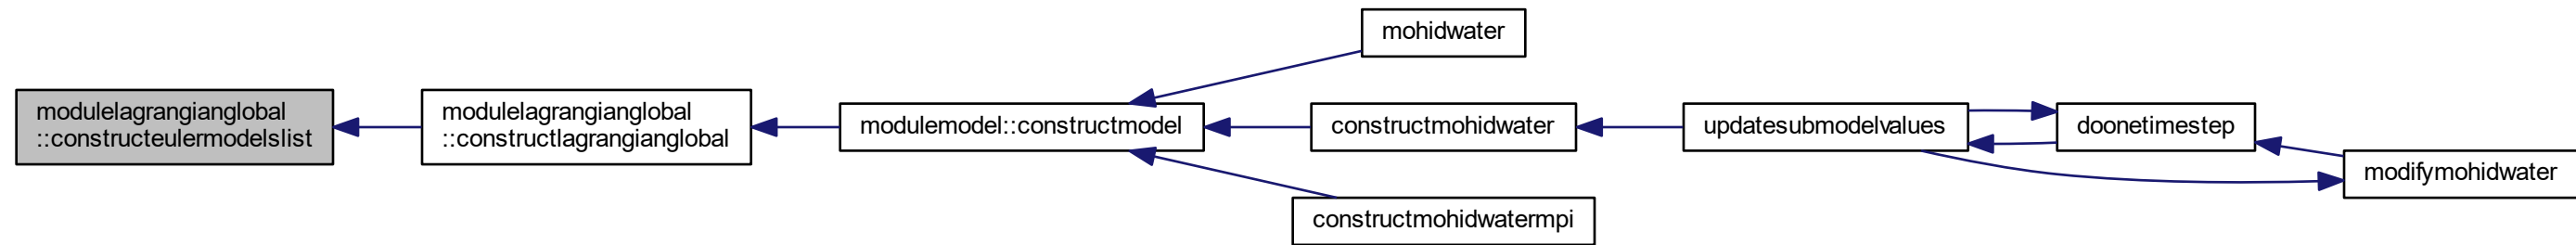 modulelagrangianglobal
::constructeulermodelslist
modulelagrangianglobal
::constructlagrangianglobal
modulemodel::constructmodel
mohidwater
constructmohidwater
constructmohidwatermpi
updatesubmodelvalues
doonetimestep
modifymohidwater